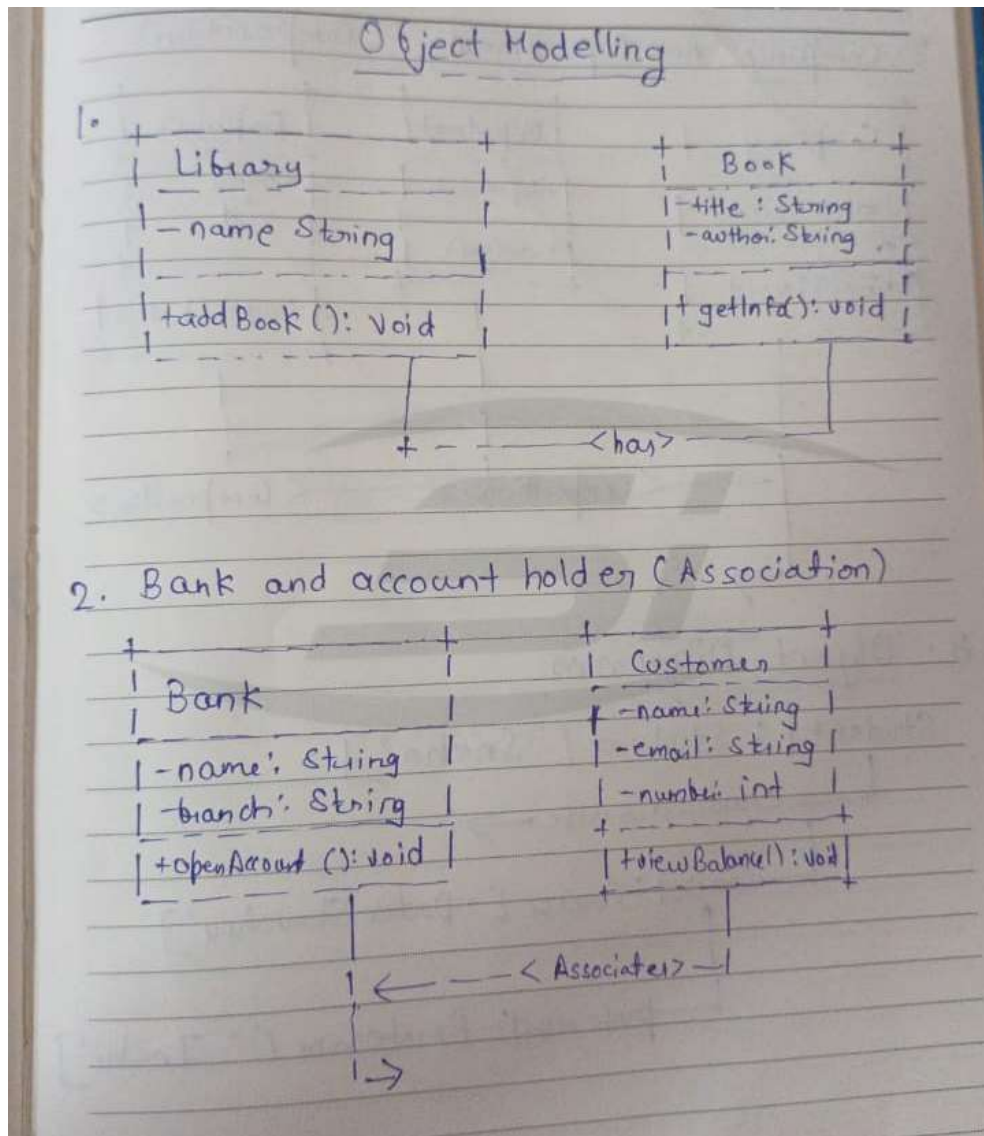 Object Modelling
1.
Library
- name String
+addBook (): void
Book
-title : String
-author: String
+ getInfo(): void
<has>
2. Bank and account holder (Association)
Bank
-name: String
-branch: String
+openAccount (): void
Customer
-name: String
-email: String
-number: int
+viewBalance() : void
< Associates>